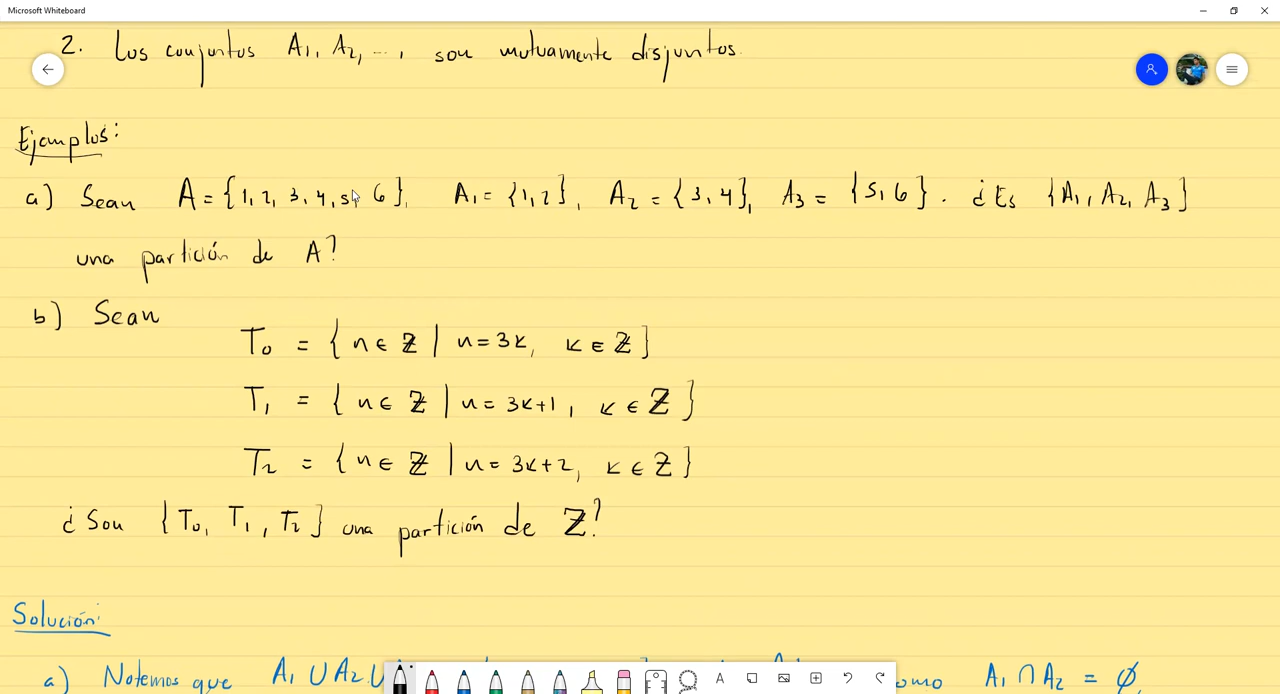 Microsoft Whiteboard
2. Los conjuntos A₁, A₂, ..., son mutuamente disjuntos.
Ejemplos:
a) Sean A = {1, 2, 3, 4, 5, 6}, A₁ = {1, 2}, A₂ = {3, 4}, A₃ = {5, 6}. ¿Es {A₁, A₂, A₃}
una partición de A?
b) Sean
T₀ = {n ∈ ℤ | n = 3k, k ∈ ℤ}
T₁ = {n ∈ ℤ | n = 3k+1, k ∈ ℤ}
T₂ = {n ∈ ℤ | n = 3k+2, k ∈ ℤ}
¿Son {T₀, T₁, T₂} una partición de ℤ?
Solución:
a) Notemos que A₁ ∪ A₂ ∪ omo A₁ ∩ A₂ = ∅,